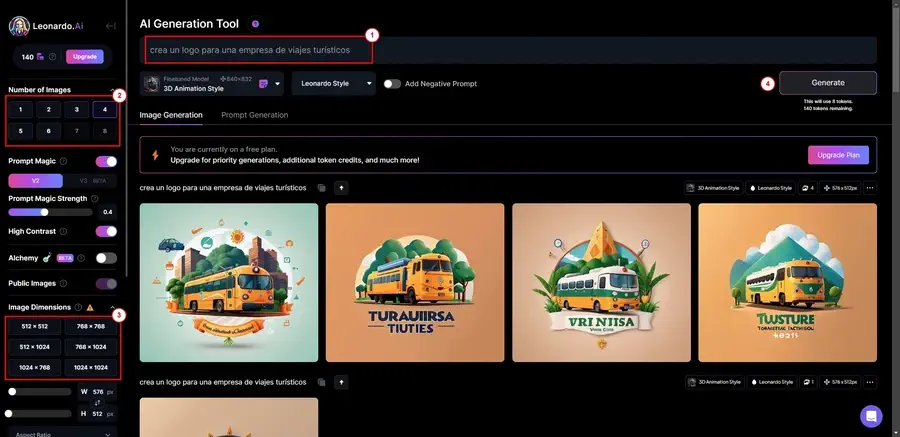 Leonardo.Ai
140
Upgrade
Number of Images
2
1 2 3 4
5 6 7 8
Prompt Magic
V2 V3 BETA
Prompt Magic Strength
0.4
High Contrast
Alchemy BETA
Public Images
Image Dimensions
3
512 × 512 768 × 768
512 × 1024 768 × 1024
1024 × 768 1024 × 1024
W 576 px
H 512 px
Aspect Ratio
AI Generation Tool
1
crea un logo para una empresa de viajes turísticos
Finetuned Model 640×832
3D Animation Style
Leonardo Style
Add Negative Prompt
4
Generate
This will use 8 tokens.
140 tokens remaining.
Image Generation Prompt Generation
You are currently on a free plan.
Upgrade for priority generations, additional token credits, and much more!
Upgrade Plan
crea un logo para una empresa de viajes turísticos
3D Animation Style Leonardo Style 4 576 × 512px
TURAUIIRSA
TIUTIES
VRI NIISA
TUUSTURE
crea un logo para una empresa de viajes turísticos
3D Animation Style Leonardo Style 1 576 × 512px